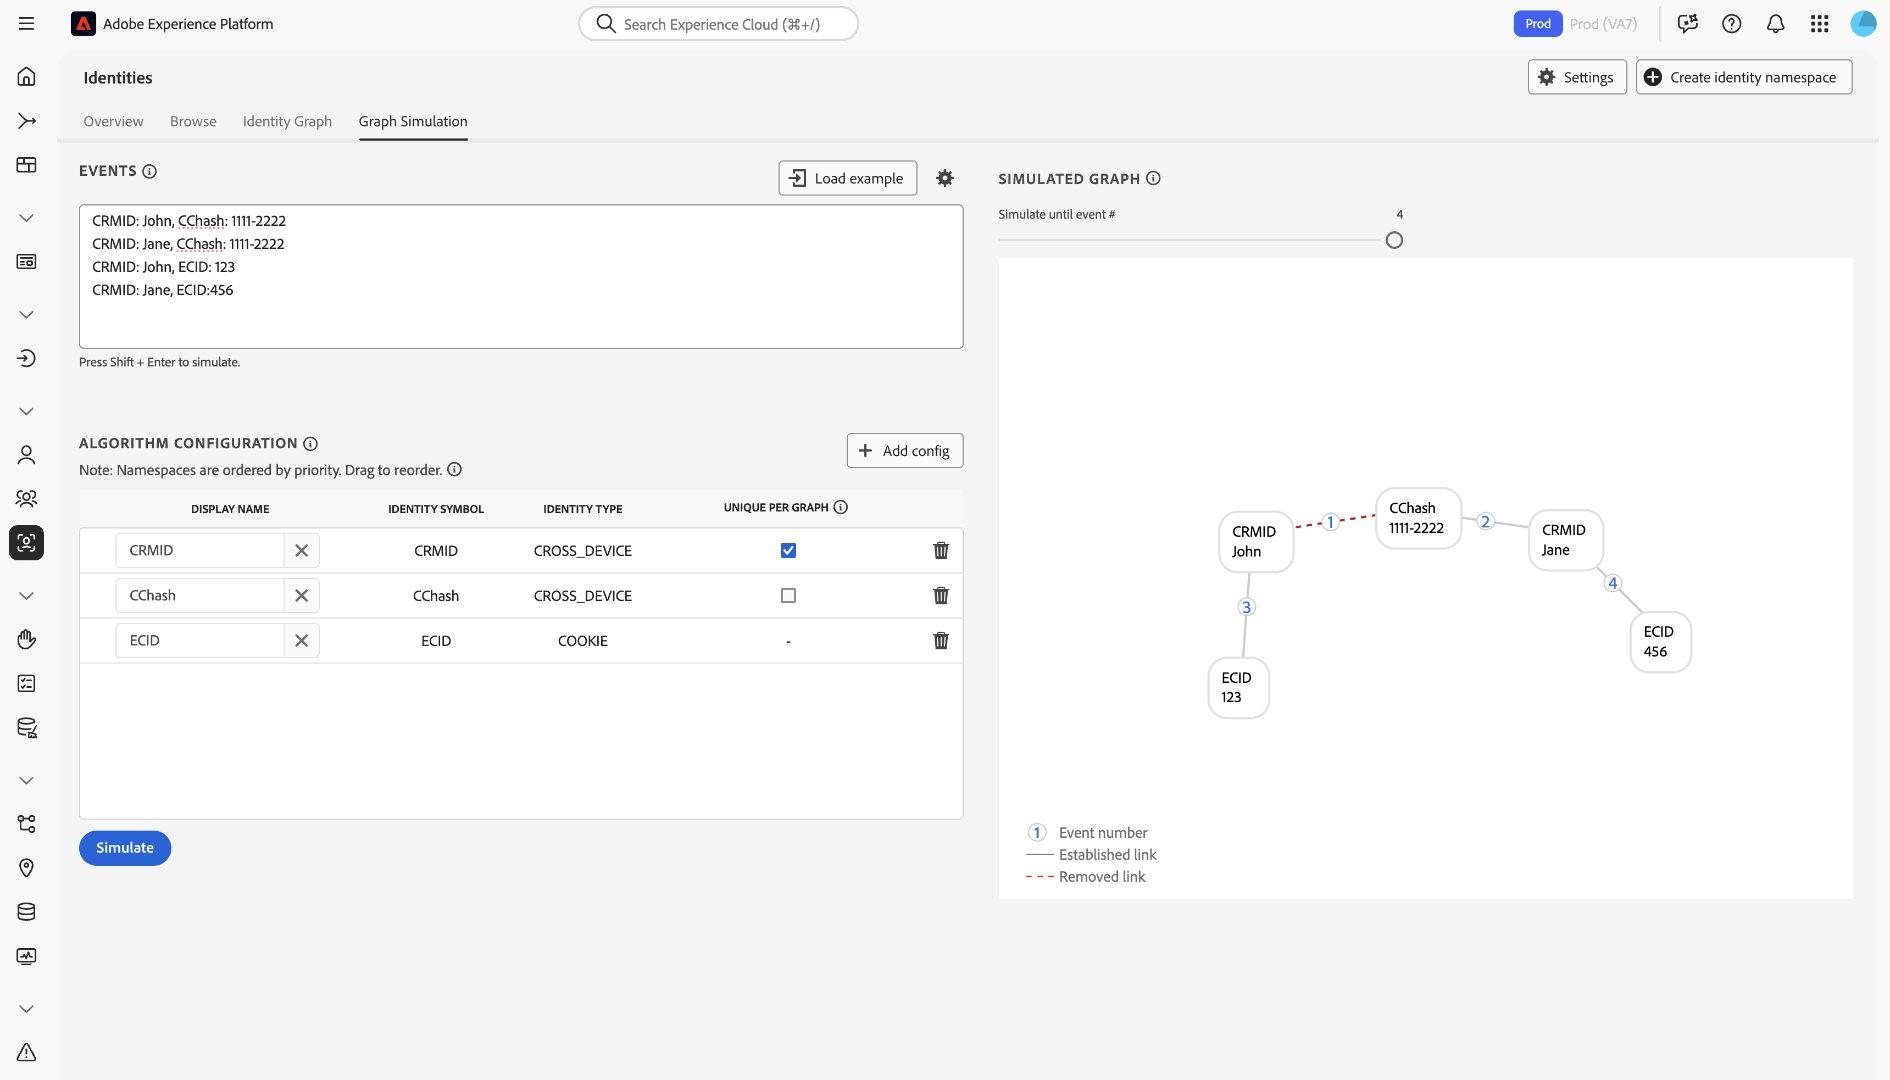 Adobe Experience Platform
Search Experience Cloud (⌘+/)
Prod
Prod (VA7)
Identities
Settings
Create identity namespace
Overview
Browse
Identity Graph
Graph Simulation
EVENTS
Load example
CRMID: John, CChash: 1111-2222
CRMID: Jane, CChash: 1111-2222
CRMID: John, ECID: 123
CRMID: Jane, ECID:456
Press Shift + Enter to simulate.
ALGORITHM CONFIGURATION
Note: Namespaces are ordered by priority. Drag to reorder.
Add config
DISPLAY NAME
IDENTITY SYMBOL
IDENTITY TYPE
UNIQUE PER GRAPH
CRMID
CRMID
CROSS_DEVICE
CChash
CChash
CROSS_DEVICE
ECID
ECID
COOKIE
-
Simulate
SIMULATED GRAPH
Simulate until event #
4
CRMID
John
1
CChash
1111-2222
2
CRMID
Jane
3
4
ECID
123
ECID
456
1
Event number
Established link
Removed link